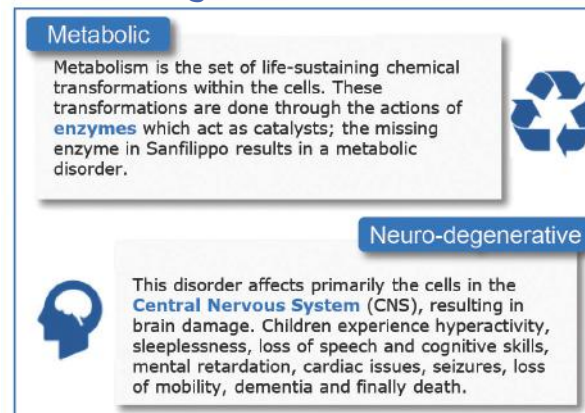 Metabolic
Metabolism is the set of life-sustaining chemical
transformations within the cells. These
transformations are done through the actions of
enzymes which act as catalysts; the missing
enzyme in Sanfilippo results in a metabolic
disorder.
Neuro-degenerative
This disorder affects primarily the cells in the
Central Nervous System (CNS), resulting in
brain damage. Children experience hyperactivity,
sleeplessness, loss of speech and cognitive skills,
mental retardation, cardiac issues, seizures, loss
of mobility, dementia and finally death.